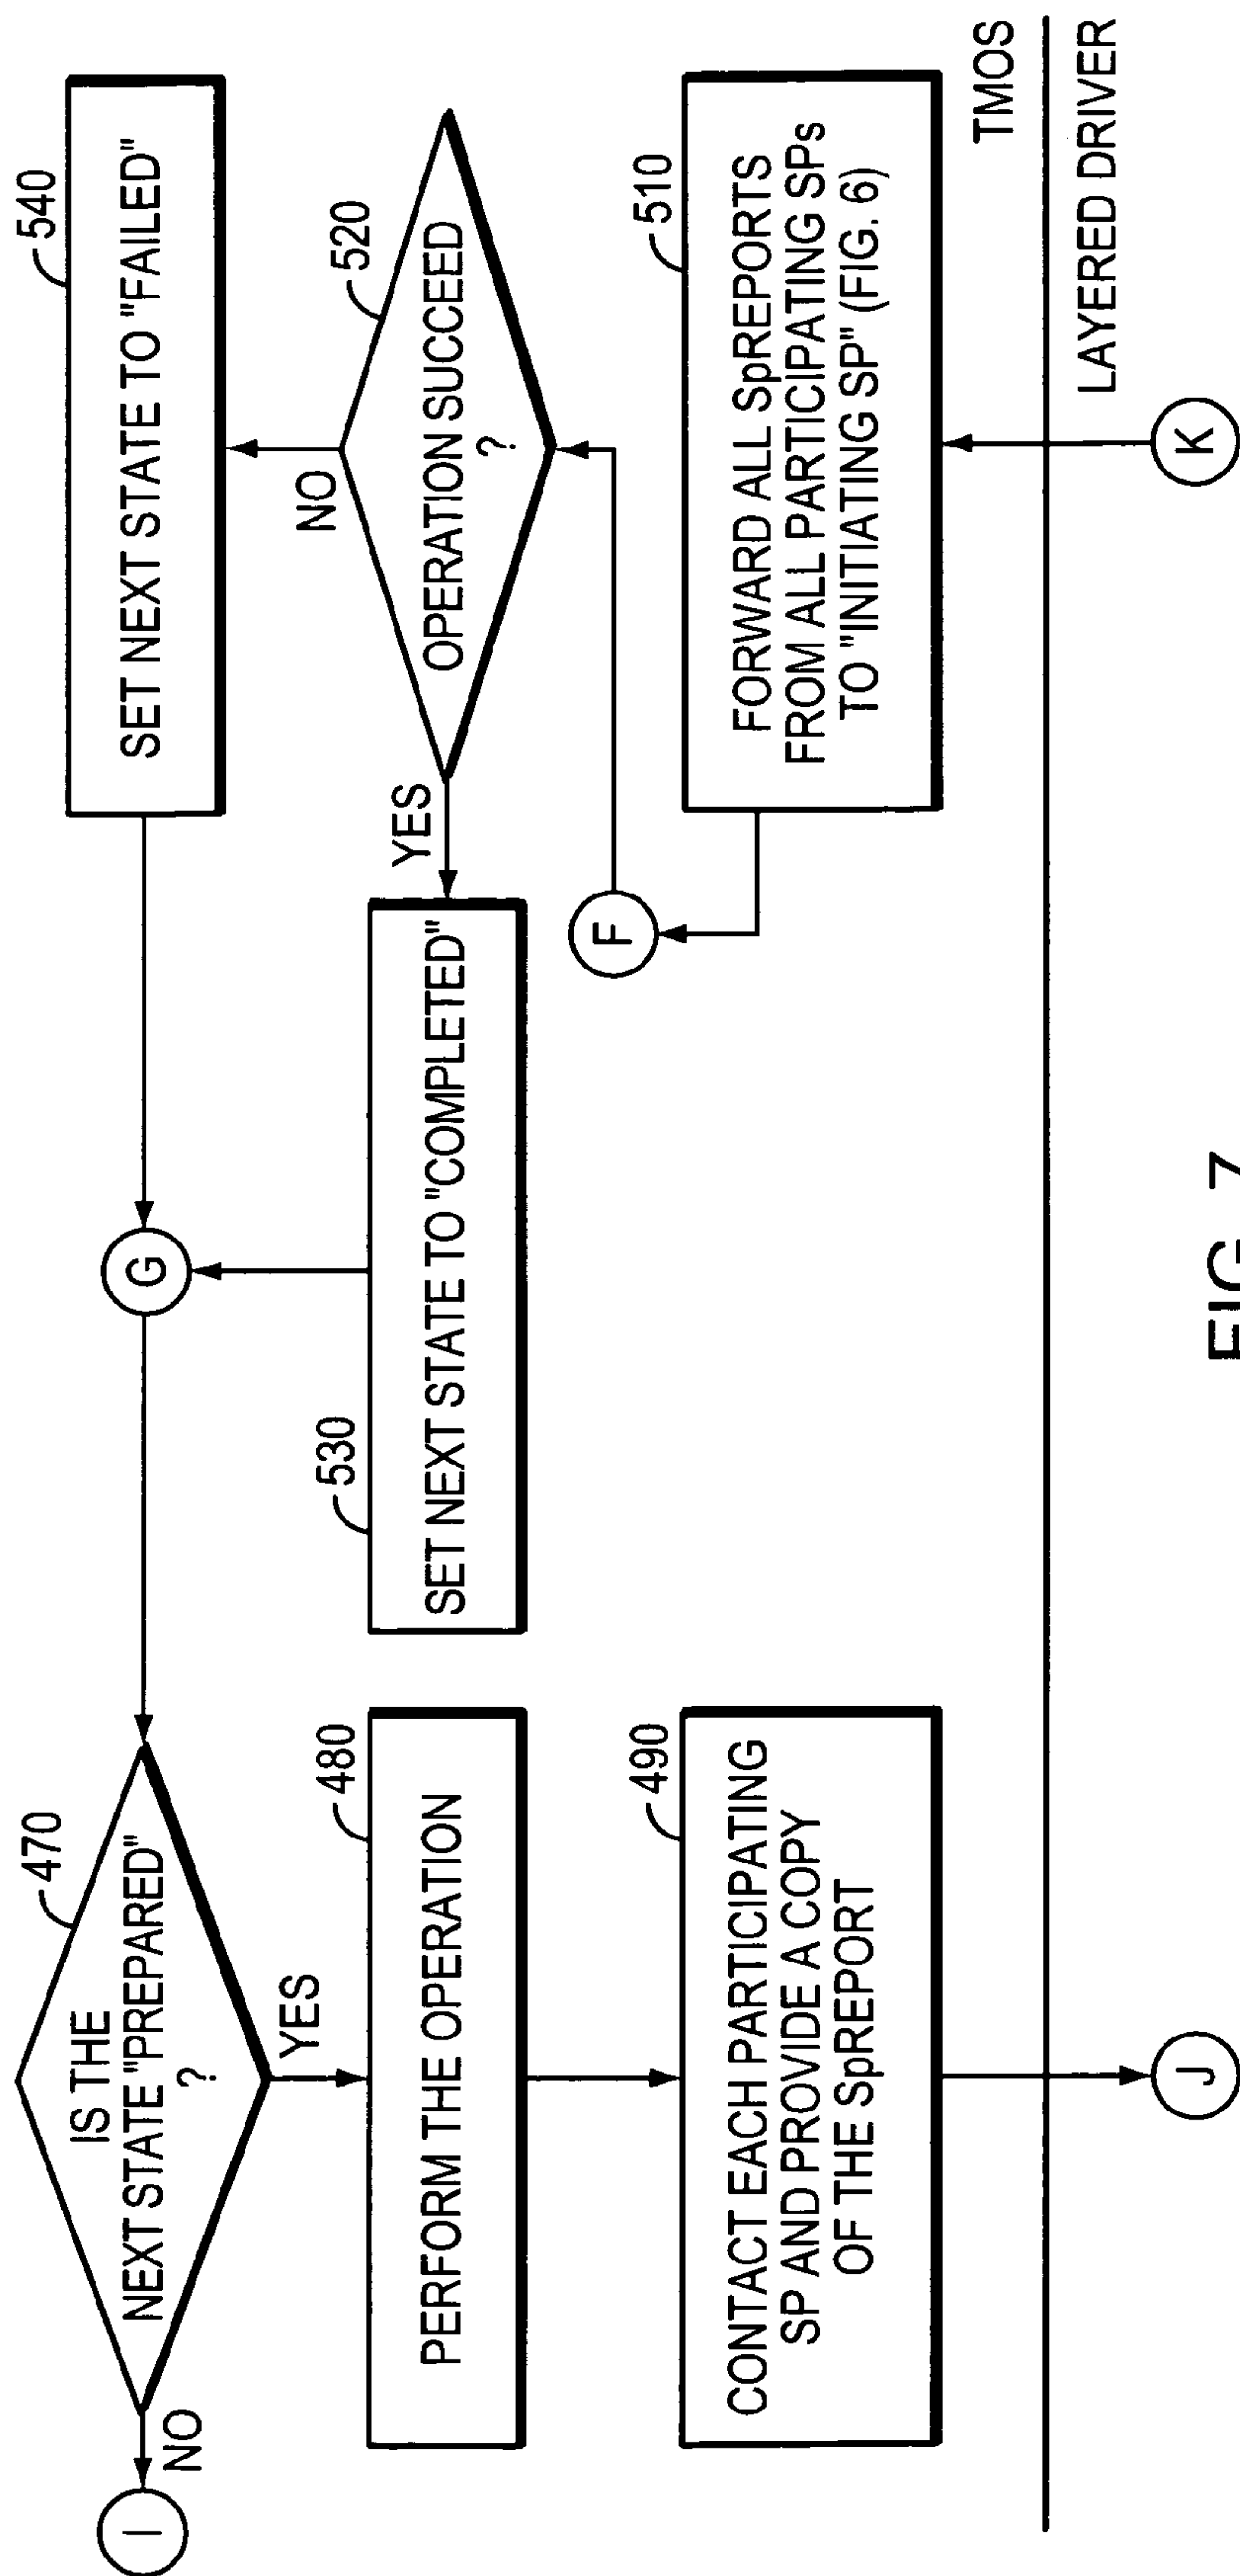 470
IS THE
NEXT STATE "PREPARED"
?
NO
I
YES
480
PERFORM THE OPERATION
490
CONTACT EACH PARTICIPATING
SP AND PROVIDE A COPY
OF THE SpREPORT
J
G
530
SET NEXT STATE TO "COMPLETED"
540
SET NEXT STATE TO "FAILED"
520
OPERATION SUCCEED
?
NO
YES
F
510
FORWARD ALL SpREPORTS
FROM ALL PARTICIPATING SPs
TO "INITIATING SP" (FIG. 6)
K
TMOS
LAYERED DRIVER
FIG. 7